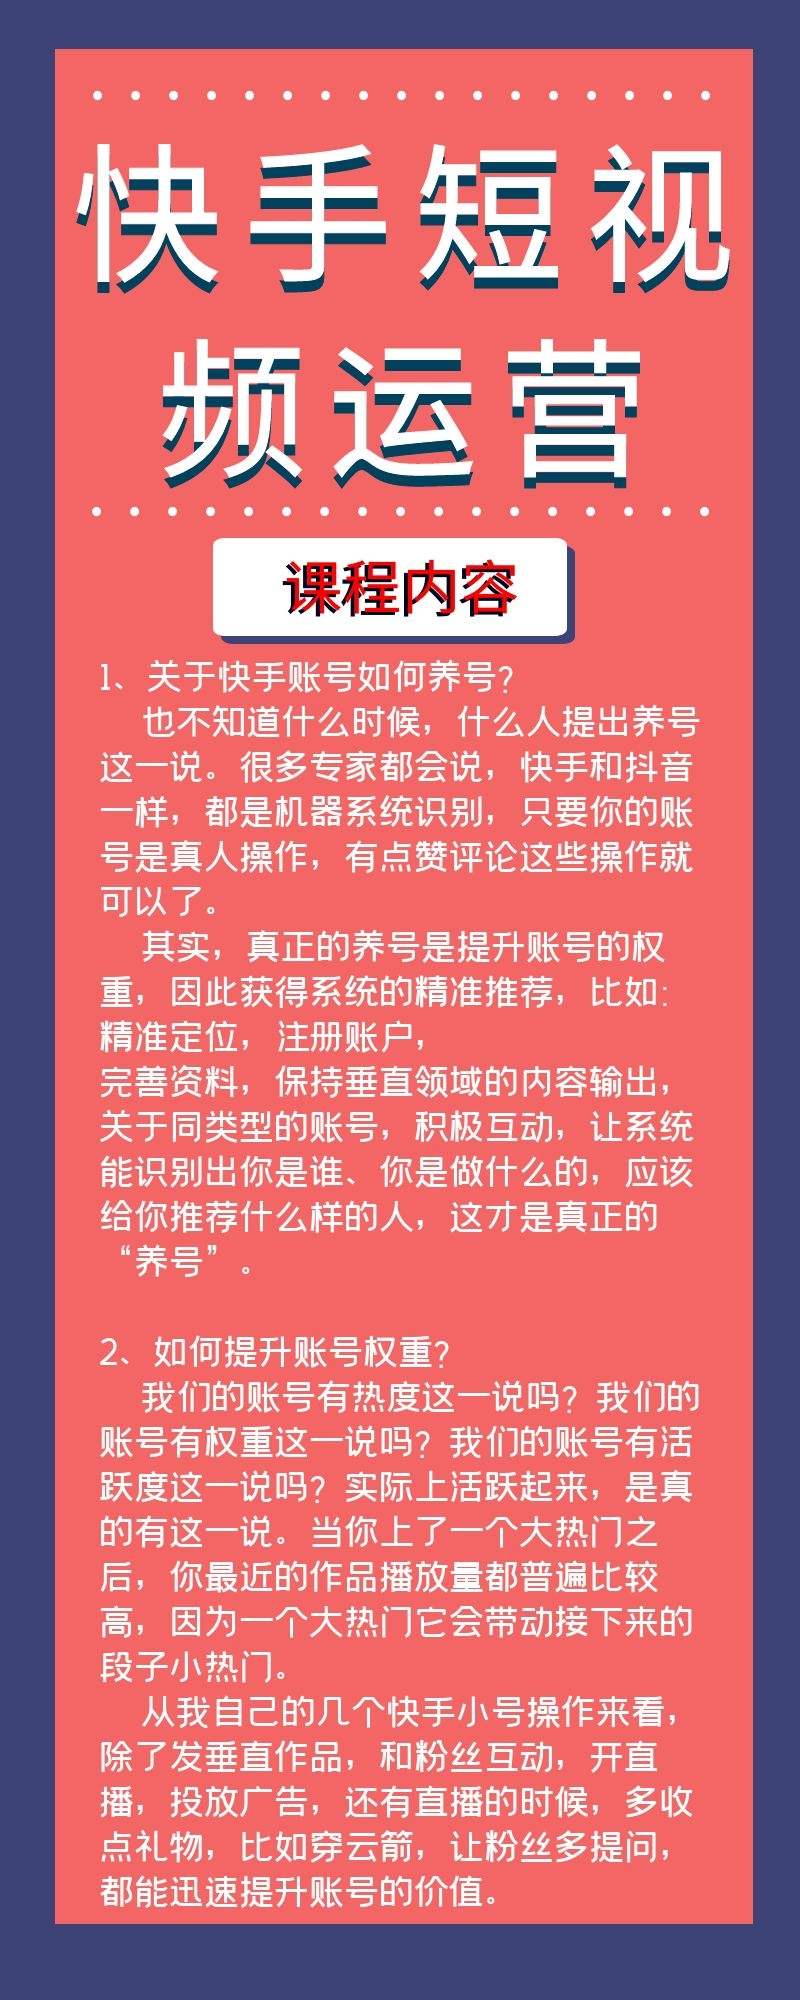 快手短视
频运营
课程内容
1、关于快手账号如何养号？
也不知道什么时候，什么人提出养号
这一说。很多专家都会说，快手和抖音
一样，都是机器系统识别，只要你的账
号是真人操作，有点赞评论这些操作就
可以了。
其实，真正的养号是提升账号的权
重，因此获得系统的精准推荐，比如：
精准定位，注册账户，
完善资料，保持垂直领域的内容输出，
关于同类型的账号，积极互动，让系统
能识别出你是谁、你是做什么的，应该
给你推荐什么样的人，这才是真正的
“养号”。
2、如何提升账号权重？
我们的账号有热度这一说吗？我们的
账号有权重这一说吗？我们的账号有活
跃度这一说吗？实际上活跃起来，是真
的有这一说。当你上了一个大热门之
后，你最近的作品播放量都普遍比较
高，因为一个大热门它会带动接下来的
段子小热门。
从我自己的几个快手小号操作来看，
除了发垂直作品，和粉丝互动，开直
播，投放广告，还有直播的时候，多收
点礼物，比如穿云箭，让粉丝多提问，
都能迅速提升账号的价值。